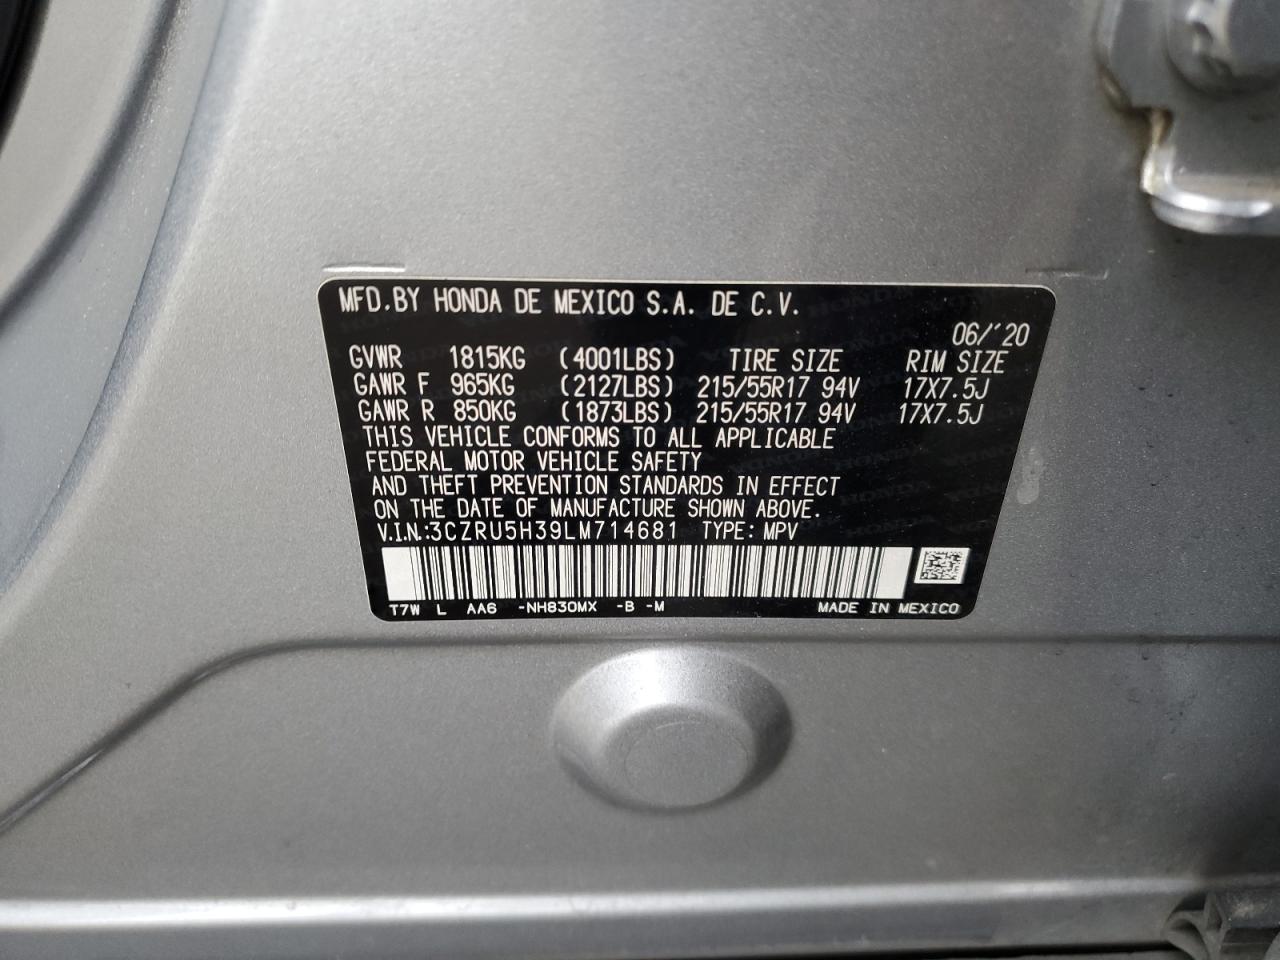 MFD.BY HONDA DE MEXICO S.A. DE C.V.
06/'20
GVWR 1815KG (4001LBS) TIRE SIZE RIM SIZE
GAWR F 965KG (2127LBS) 215/55R17 94V 17X7.5J
GAWR R 850KG (1873LBS) 215/55R17 94V 17X7.5J
THIS VEHICLE CONFORMS TO ALL APPLICABLE
FEDERAL MOTOR VEHICLE SAFETY
AND THEFT PREVENTION STANDARDS IN EFFECT
ON THE DATE OF MANUFACTURE SHOWN ABOVE.
V.I.N.:3CZRU5H39LM714681 TYPE: MPV
T7W L AA6 -NH830MX -B -M MADE IN MEXICO